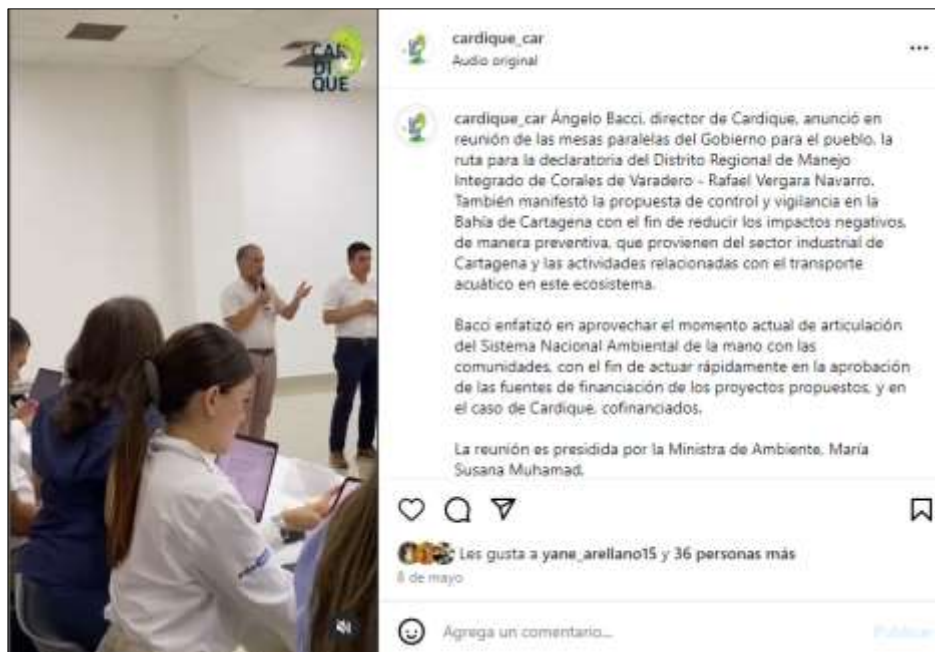 CAR
DI
QUE
cardique_car
Audio original
cardique_car Ángelo Bacci, director de Cardique, anunció en
reunión de las mesas paralelas del Gobierno para el pueblo, la
ruta para la declaratoria del Distrito Regional de Manejo
Integrado de Corales de Varadero - Rafael Vergara Navarro.
También manifestó la propuesta de control y vigilancia en la
Bahía de Cartagena con el fin de reducir los impactos negativos,
de manera preventiva, que provienen del sector industrial de
Cartagena y las actividades relacionadas con el transporte
acuático en este ecosistema.
Bacci enfatizó en aprovechar el momento actual de articulación
del Sistema Nacional Ambiental de la mano con las
comunidades, con el fin de actuar rápidamente en la aprobación
de las fuentes de financiación de los proyectos propuestos, y en
el caso de Cardique, cofinanciados.
La reunión es presidida por la Ministra de Ambiente, María
Susana Muhamad.
Les gusta a yane_arellano15 y 36 personas más
8 de mayo
Agrega un comentario...
Publicar